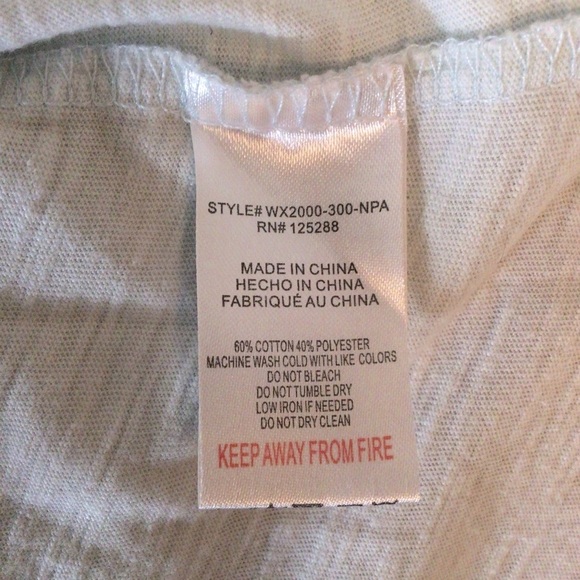 STYLE# WX2000-300-NPA
RN# 125288
MADE IN CHINA
HECHO IN CHINA
FABRIQUÉ AU CHINA
60% COTTON 40% POLYESTER
MACHINE WASH COLD WITH LIKE COLORS
DO NOT BLEACH
DO NOT TUMBLE DRY
LOW IRON IF NEEDED
DO NOT DRY CLEAN
KEEP AWAY FROM FIRE